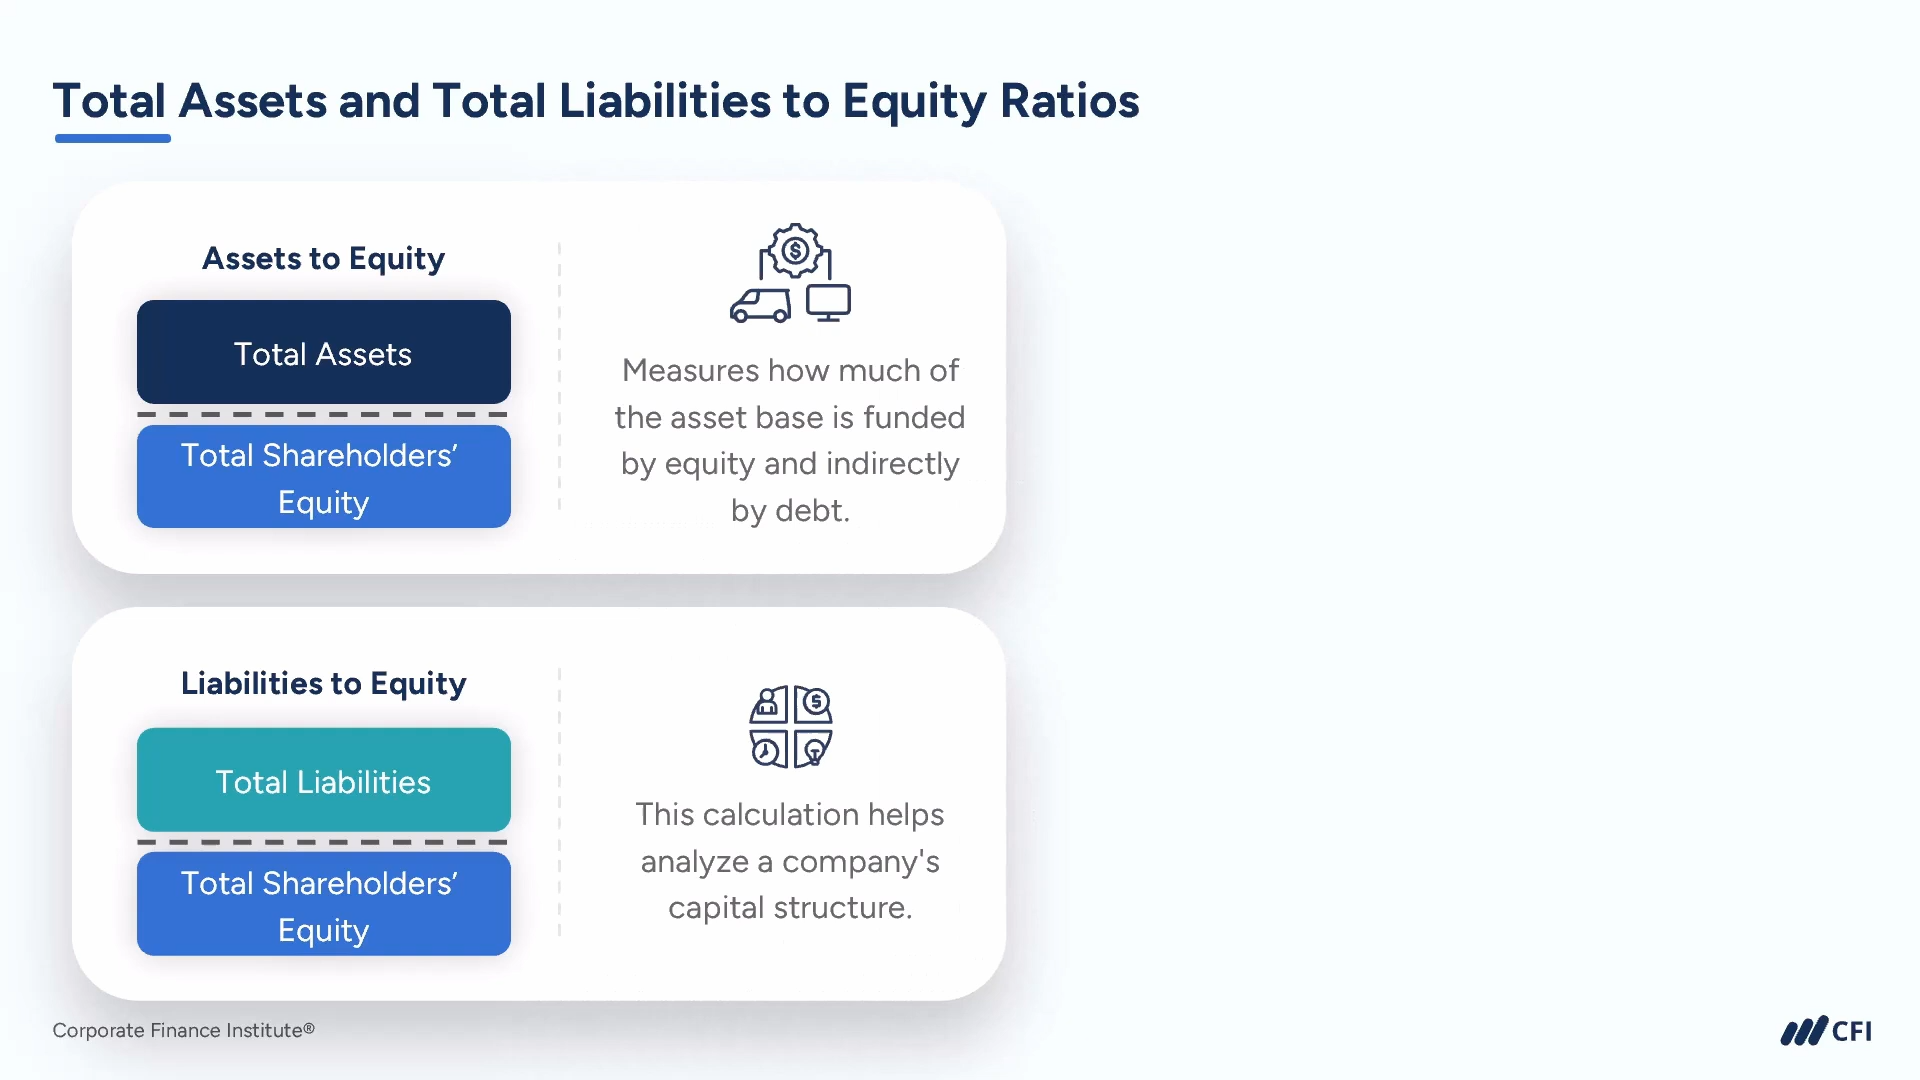 Total Assets and Total Liabilities to Equity Ratios
Assets to Equity
Total Assets
Total Shareholders’
Equity
$
Measures how much of
the asset base is funded
by equity and indirectly
by debt.
Liabilities to Equity
Total Liabilities
Total Shareholders’
Equity
$
This calculation helps
analyze a company's
capital structure.
Corporate Finance Institute®
CFI